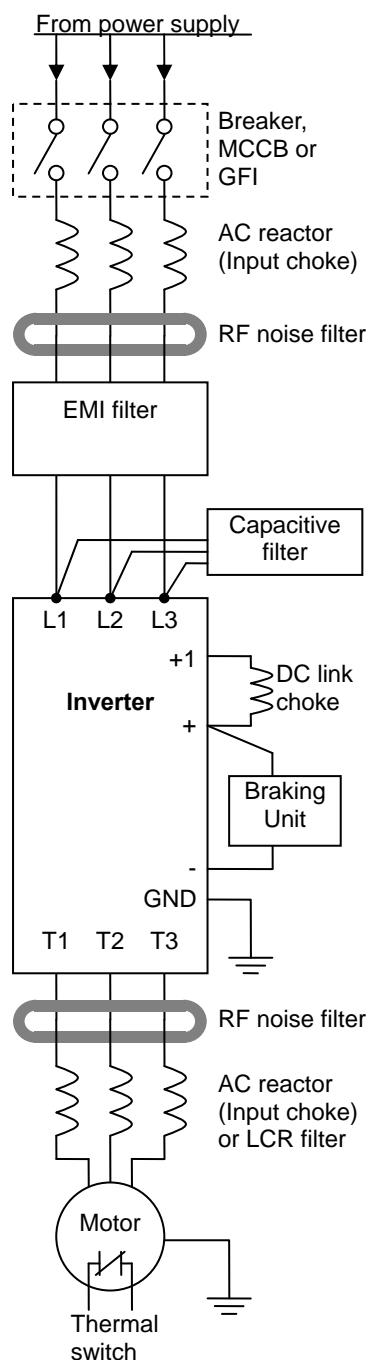 From power supply
Breaker,
MCCB or
GFI
AC reactor
(Input choke)
RF noise filter
EMI filter
Capacitive
filter
L1 L2 L3
+1
DC link
choke
Inverter
+
Braking
Unit
-
GND
T1 T2 T3
RF noise filter
AC reactor
(Input choke)
or LCR filter
Motor
Thermal
switch